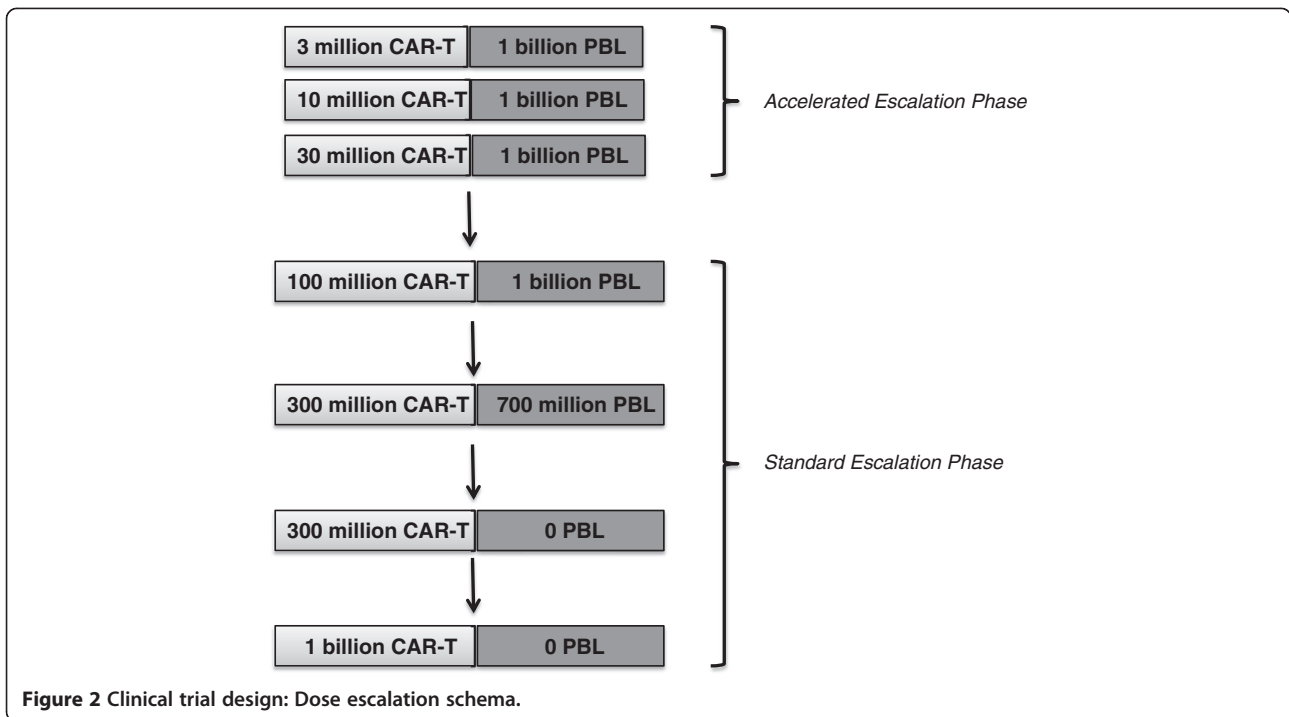 3 million CAR-T 1 billion PBL
10 million CAR-T 1 billion PBL
Accelerated Escalation Phase
30 million CAR-T 1 billion PBL
100 million CAR-T 1 billion PBL
300 million CAR-T 700 million PBL
Standard Escalation Phase
300 million CAR-T 0 PBL
1 billion CAR-T 0 PBL
Figure 2 Clinical trial design: Dose escalation schema.